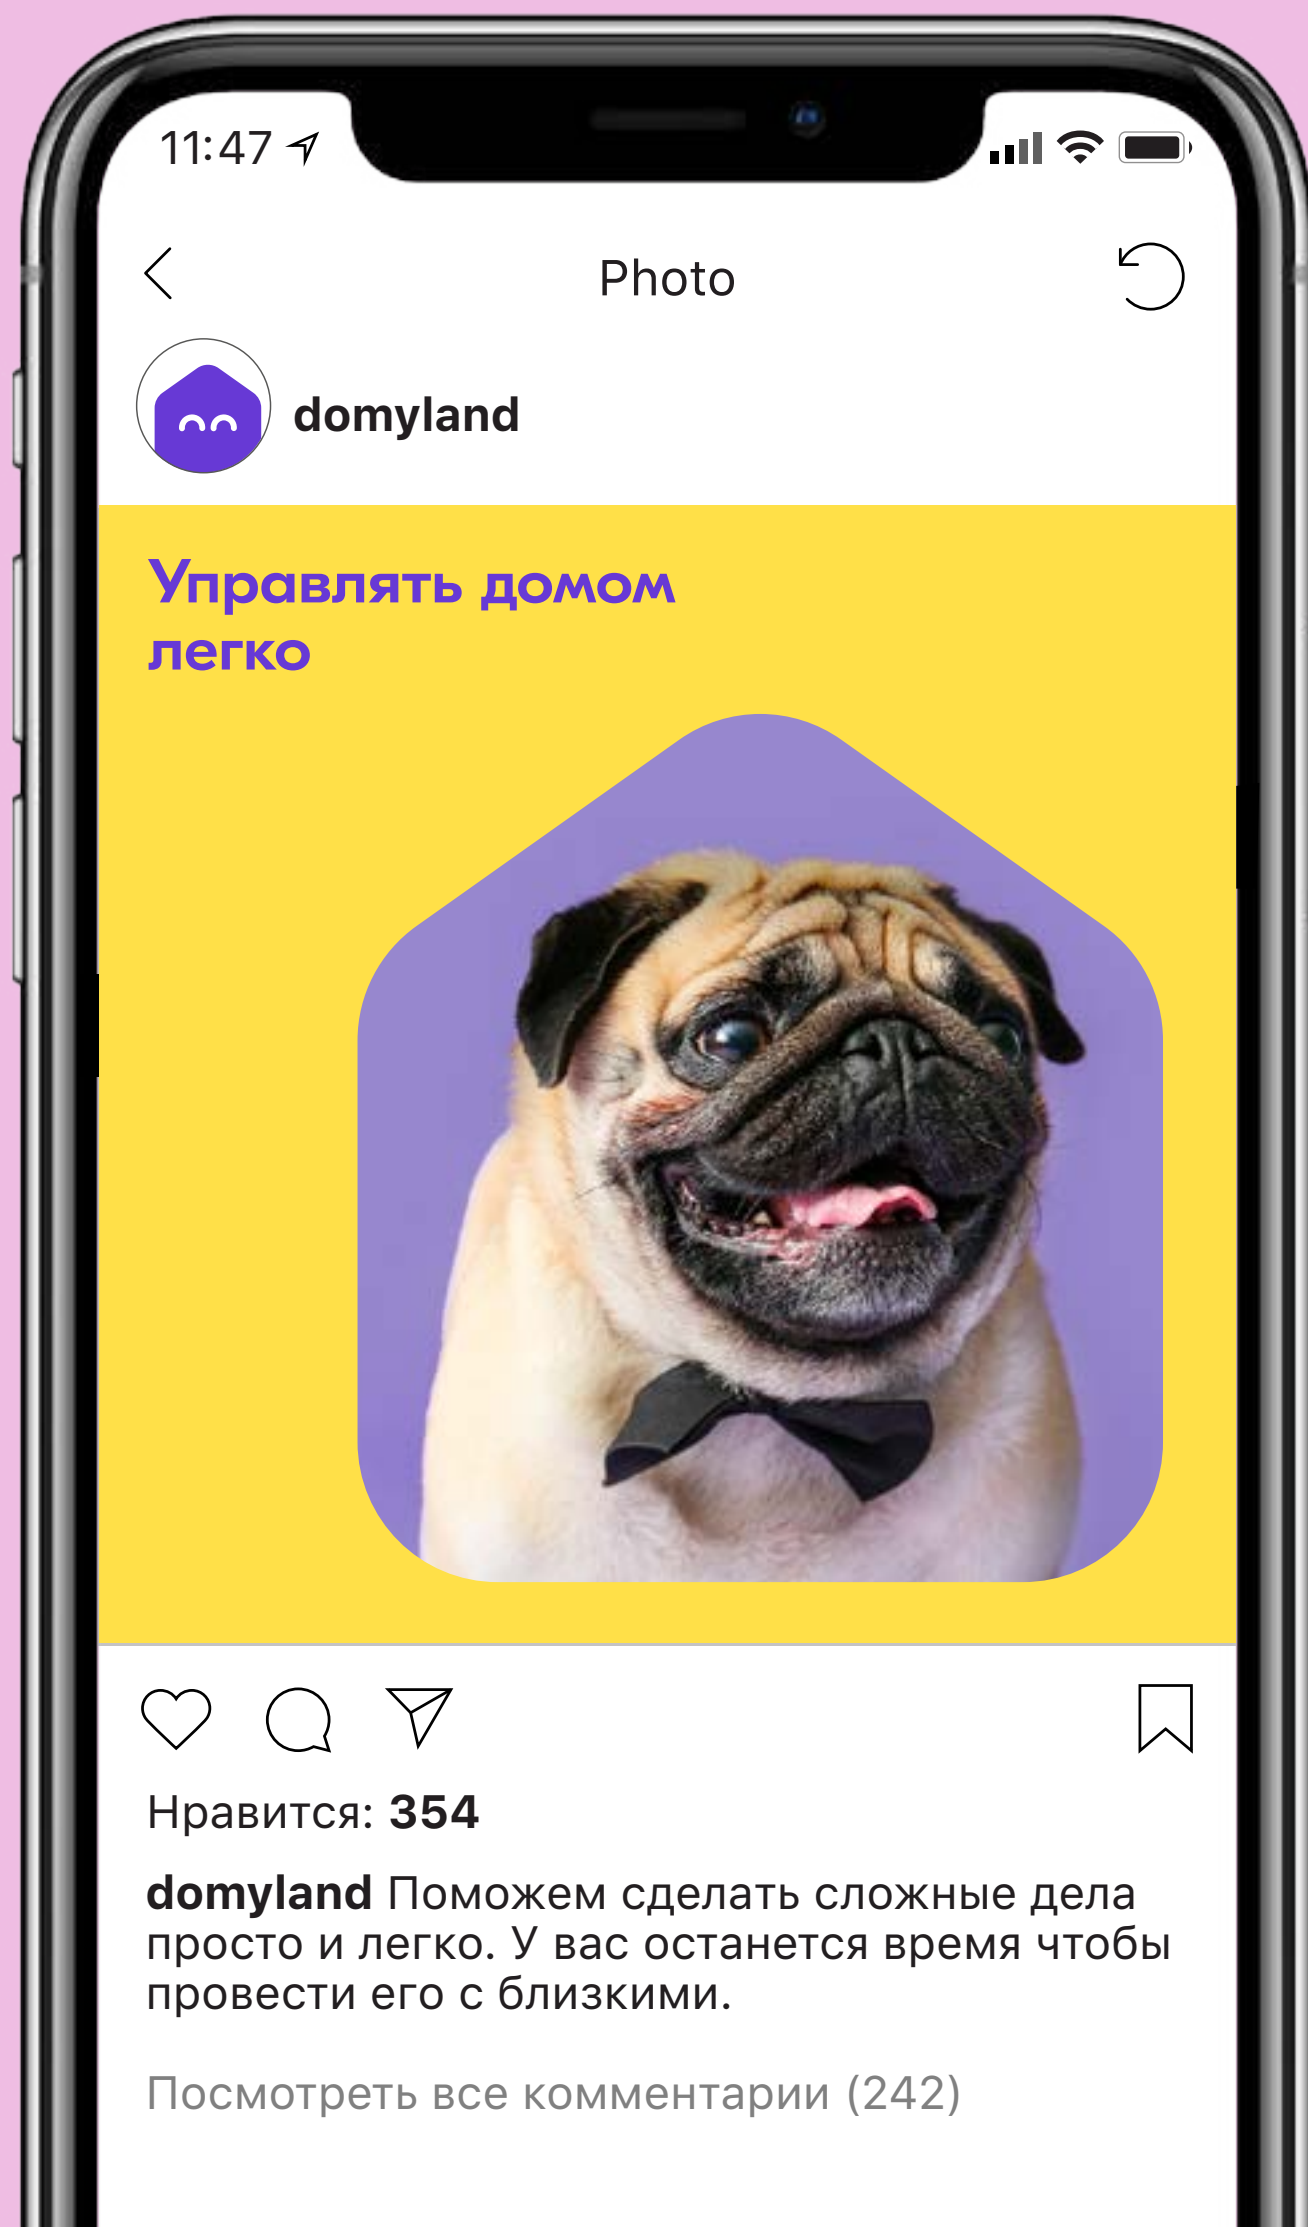 11:47
Photo
domyland
Управлять домом
легко
Нравится: 354
domyland Поможем сделать сложные дела
просто и легко. У вас останется время чтобы
провести его с близкими.
Посмотреть все комментарии (242)